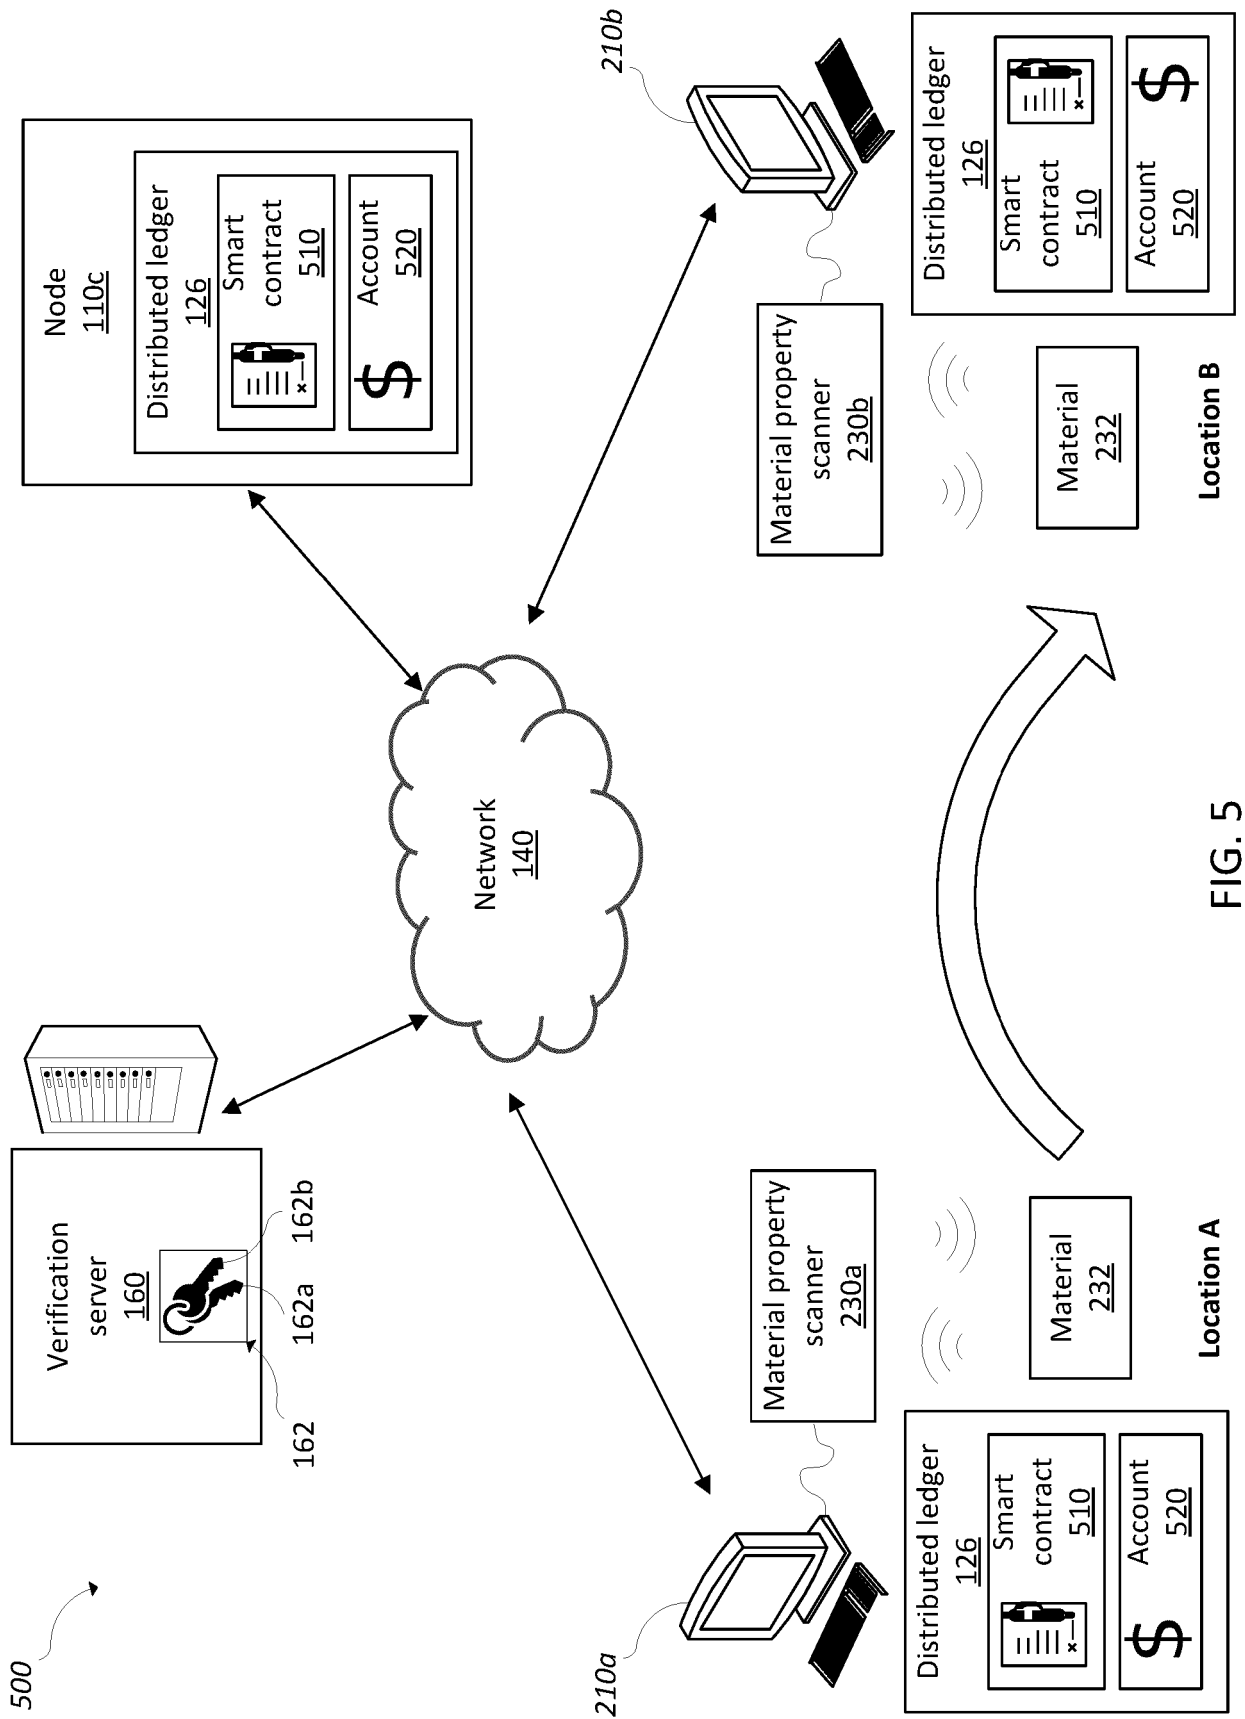 500
Verification
server
160
162
162a
162b
Node
110c
Distributed ledger
126
Smart
contract
510
Account
520
$
Network
140
210a
210b
Material property
scanner
230a
Material property
scanner
230b
Distributed ledger
126
Smart
contract
510
Account
520
$
Material
232
Location A
Material
232
Location B
Distributed ledger
126
Smart
contract
510
Account
520
$
FIG. 5